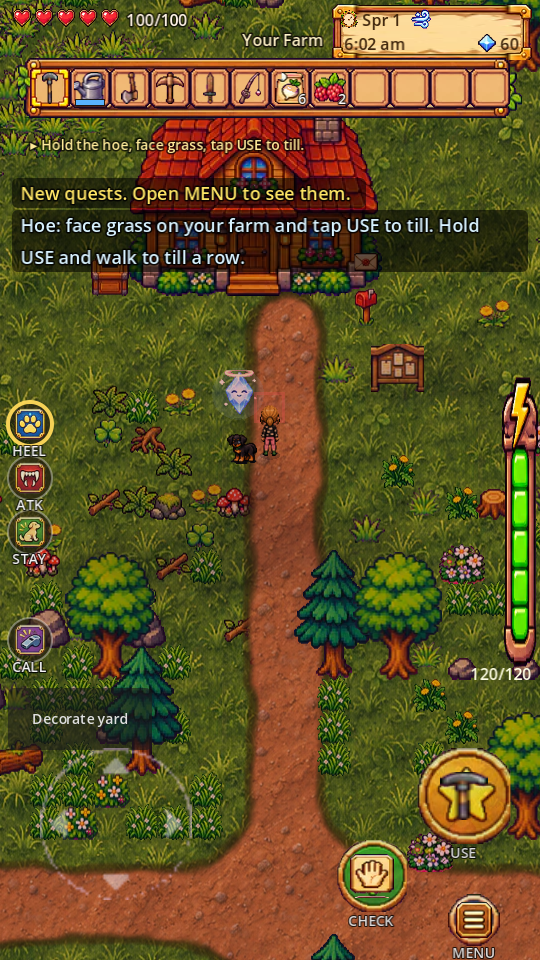 100/100
Spr 1
Your Farm
6:02 am
60
6
2
▸ Hold the hoe, face grass, tap USE to till.
New quests. Open MENU to see them.
Hoe: face grass on your farm and tap USE to till. Hold
USE and walk to till a row.
HEEL
ATK
STAY
CALL
120/120
Decorate yard
USE
CHECK
MENU